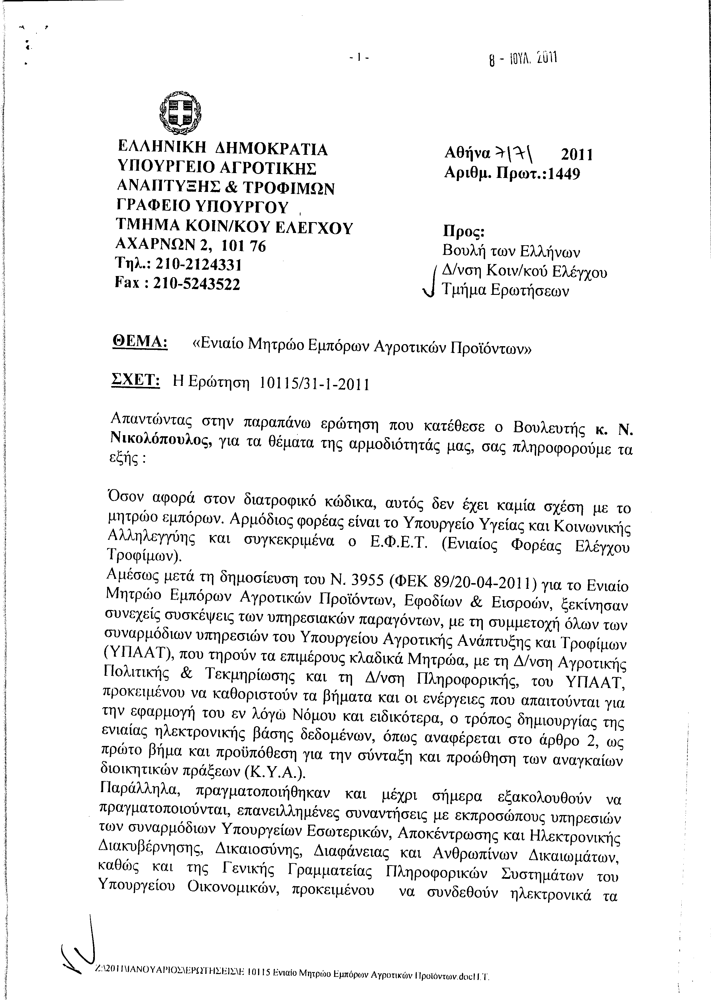 - 1 -
8 - ΙΟΥΛ. 2011
ΕΛΛΗΝΙΚΗ ΔΗΜΟΚΡΑΤΙΑ
ΥΠΟΥΡΓΕΙΟ ΑΓΡΟΤΙΚΗΣ
ΑΝΑΠΤΥΞΗΣ & ΤΡΟΦΙΜΩΝ
ΓΡΑΦΕΙΟ ΥΠΟΥΡΓΟΥ
ΤΜΗΜΑ ΚΟΙΝ/ΚΟΥ ΕΛΕΓΧΟΥ
ΑΧΑΡΝΩΝ 2, 101 76
Τηλ.: 210-2124331
Fax : 210-5243522
Αθήνα 7/7/ 2011
Αριθμ. Πρωτ.:1449
Προς:
Βουλή των Ελλήνων
Δ/νση Κοιν/κού Ελέγχου
Τμήμα Ερωτήσεων
ΘΕΜΑ: «Ενιαίο Μητρώο Εμπόρων Αγροτικών Προϊόντων»
ΣΧΕΤ: Η Ερώτηση 10115/31-1-2011
Απαντώντας στην παραπάνω ερώτηση που κατέθεσε ο Βουλευτής κ. Ν.
Νικολόπουλος, για τα θέματα της αρμοδιότητάς μας, σας πληροφορούμε τα
εξής :
Όσον αφορά στον διατροφικό κώδικα, αυτός δεν έχει καμία σχέση με το
μητρώο εμπόρων. Αρμόδιος φορέας είναι το Υπουργείο Υγείας και Κοινωνικής
Αλληλεγγύης και συγκεκριμένα ο Ε.Φ.Ε.Τ. (Ενιαίος Φορέας Ελέγχου
Τροφίμων).
Αμέσως μετά τη δημοσίευση του Ν. 3955 (ΦΕΚ 89/20-04-2011) για το Ενιαίο
Μητρώο Εμπόρων Αγροτικών Προϊόντων, Εφοδίων & Εισροών, ξεκίνησαν
συνεχείς συσκέψεις των υπηρεσιακών παραγόντων, με τη συμμετοχή όλων των
συναρμόδιων υπηρεσιών του Υπουργείου Αγροτικής Ανάπτυξης και Τροφίμων
(ΥΠΑΑΤ), που τηρούν τα επιμέρους κλαδικά Μητρώα, με τη Δ/νση Αγροτικής
Πολιτικής & Τεκμηρίωσης και τη Δ/νση Πληροφορικής, του ΥΠΑΑΤ,
προκειμένου να καθοριστούν τα βήματα και οι ενέργειες που απαιτούνται για
την εφαρμογή του εν λόγω Νόμου και ειδικότερα, ο τρόπος δημιουργίας της
ενιαίας ηλεκτρονικής βάσης δεδομένων, όπως αναφέρεται στο άρθρο 2, ως
πρώτο βήμα και προϋπόθεση για την σύνταξη και προώθηση των αναγκαίων
διοικητικών πράξεων (Κ.Υ.Α.).
Παράλληλα, πραγματοποιήθηκαν και μέχρι σήμερα εξακολουθούν να
πραγματοποιούνται, επανειλλημένες συναντήσεις με εκπροσώπους υπηρεσιών
των συναρμόδιων Υπουργείων Εσωτερικών, Αποκέντρωσης και Ηλεκτρονικής
Διακυβέρνησης, Δικαιοσύνης, Διαφάνειας και Ανθρωπίνων Δικαιωμάτων,
καθώς και της Γενικής Γραμματείας Πληροφορικών Συστημάτων του
Υπουργείου Οικονομικών, προκειμένου να συνδεθούν ηλεκτρονικά τα
Z:\2011\ΙΑΝΟΥΑΡΙΟΣ\ΕΡΩΤΗΣΕΙΣ\Ε 10115 Ενιαίο Μητρώο Εμπόρων Αγροτικών Προϊόντων.docΠ.Τ.